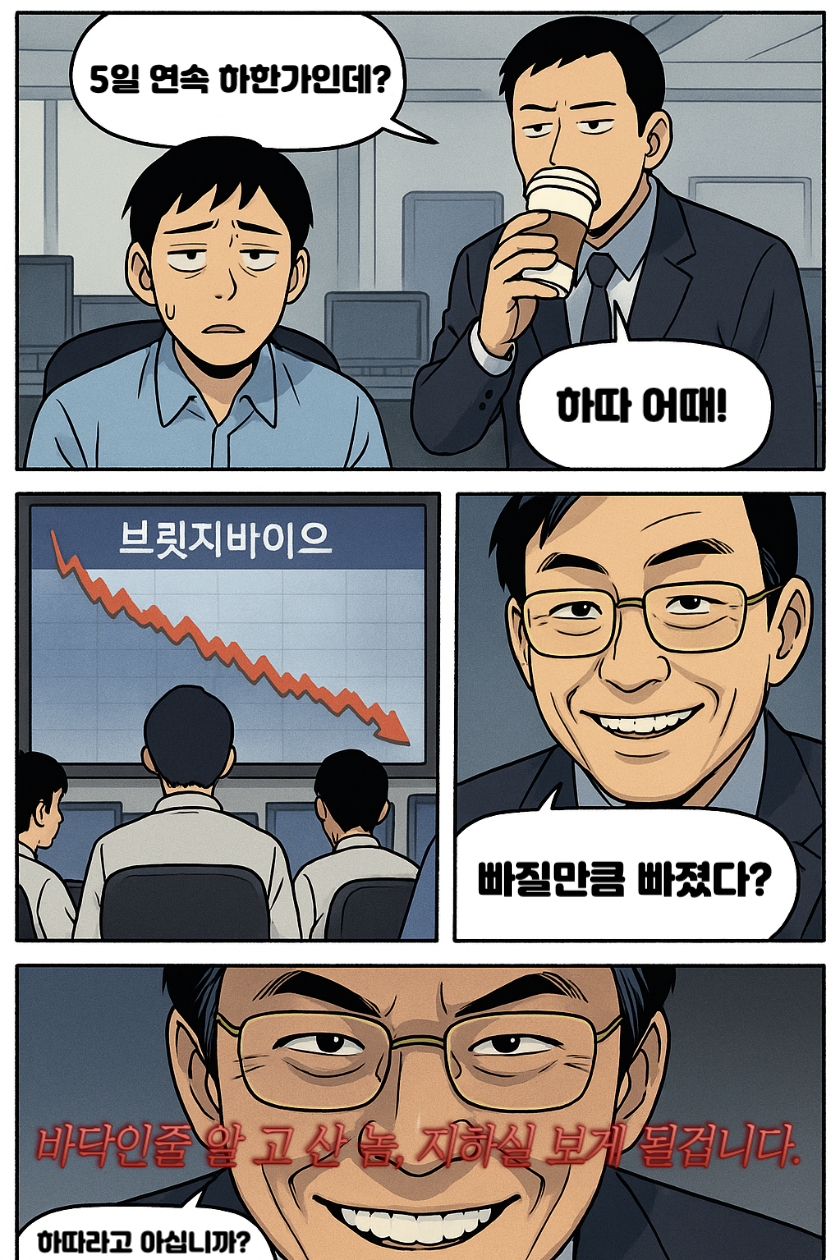 5일 연속 하한가인데?
하따 어때!
브릿지바이으
빠질만큼 빠졌다?
바닥인줄 알 고 산 놈, 지하실 보게 될겁니다.
하따라고 아십니까?